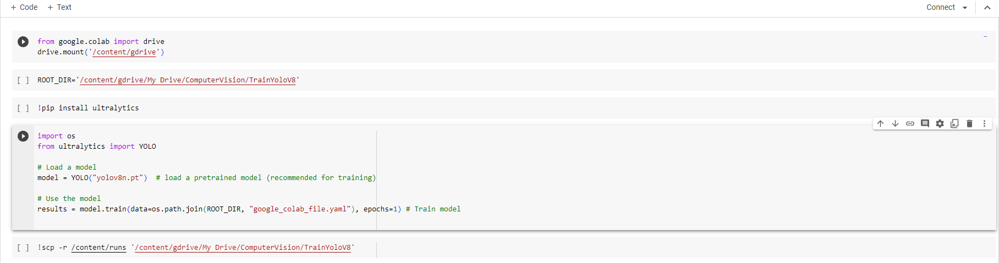 + Code + Text Connect
from google.colab import drive
drive.mount('/content/gdrive')
[ ] ROOT_DIR='/content/gdrive/My Drive/ComputerVision/TrainYoloV8'
[ ] !pip install ultralytics
import os
from ultralytics import YOLO
# Load a model
model = YOLO("yolov8n.pt")  # load a pretrained model (recommended for training)
# Use the model
results = model.train(data=os.path.join(ROOT_DIR, "google_colab_file.yaml"), epochs=1) # Train model
[ ] !scp -r /content/runs '/content/gdrive/My Drive/ComputerVision/TrainYoloV8'